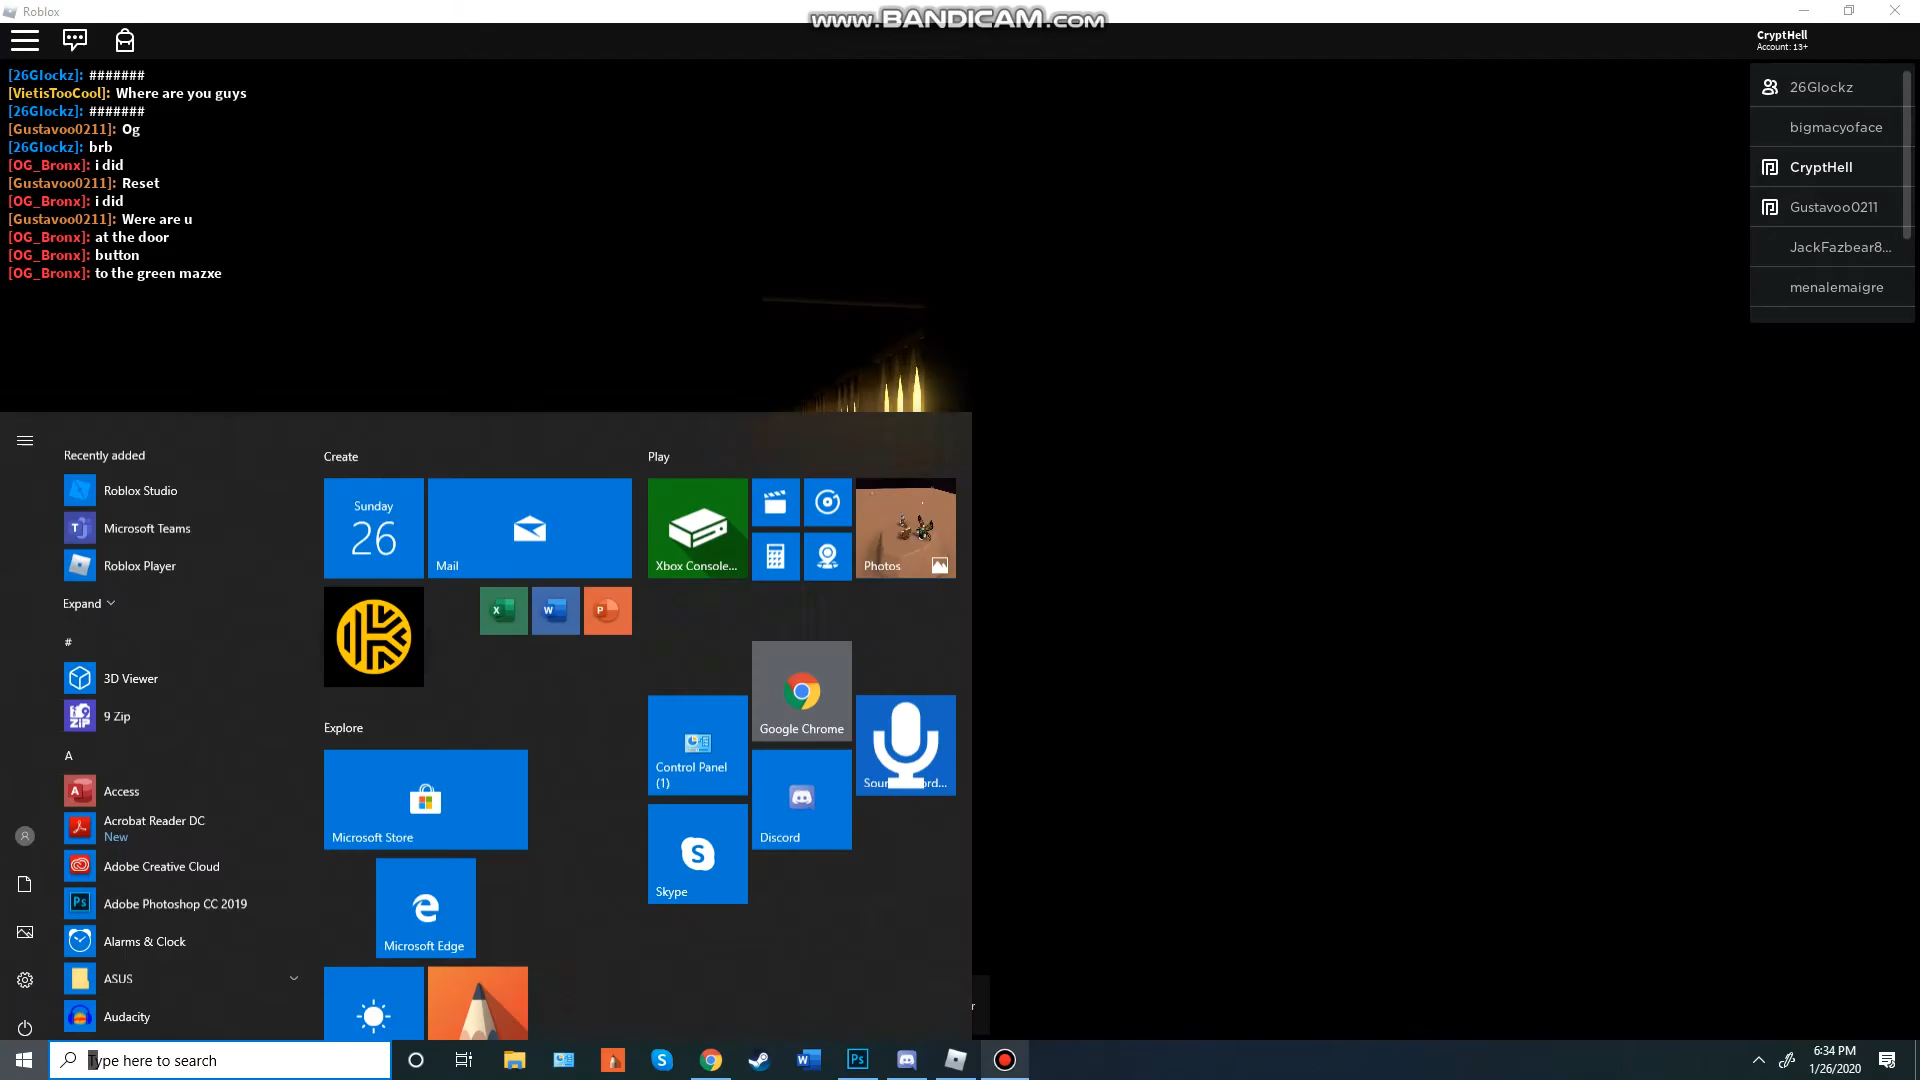 Roblox
www.BANDICAM.com
CryptHell
Account: 13+
[26GIockz]: #######
[VietisTooCool]: Where are you guys
[26GIockz]: #######
[Gustavoo0211]: Og
[26GIockz]: brb
[OG_Bronx]: i did
[Gustavoo0211]: Reset
[OG_Bronx]: i did
[Gustavoo0211]: Were are u
[OG_Bronx]: at the door
[OG_Bronx]: button
[OG_Bronx]: to the green mazxe
26GIockz
bigmacyoface
CryptHell
Gustavoo0211
JackFazbear8...
menalemaigre
Recently added
Roblox Studio
Microsoft Teams
Roblox Player
Expand
#
3D Viewer
9 Zip
A
Access
Acrobat Reader DC
New
Adobe Creative Cloud
Adobe Photoshop CC 2019
Alarms & Clock
ASUS
Audacity
Create
Sunday
26
Mail
Explore
Microsoft Store
Microsoft Edge
Play
Xbox Console...
Photos
Google Chrome
Control Panel
(1)
Discord
Skype
r
Type here to search
6:34 PM
1/26/2020